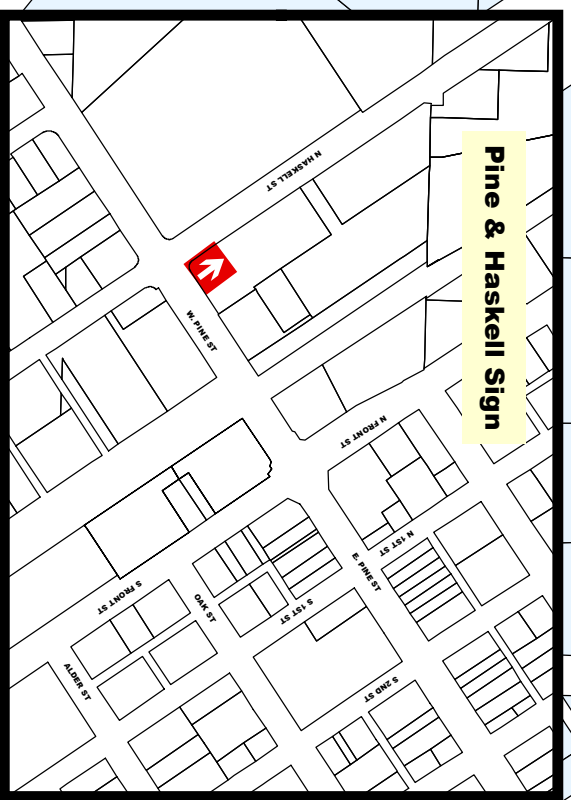 Pine & Haskell Sign
N HASKELL ST
W. PINE ST
N FRONT ST
N 1ST ST
E. PINE ST
S FRONT ST
OAK ST
S 1ST ST
ALDER ST
S 2ND ST